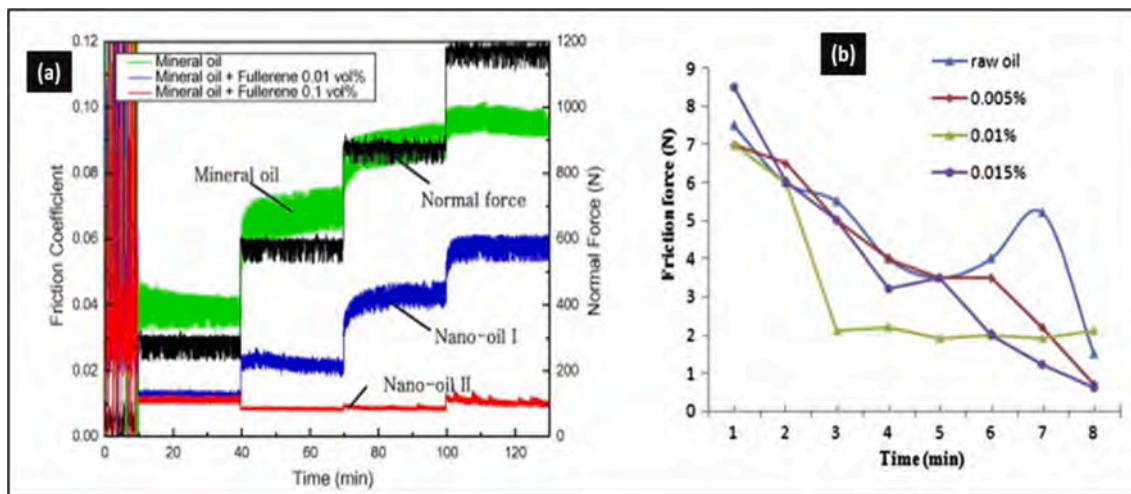 (a)
Mineral oil
Mineral oil + Fullerene 0.01 vol%
Mineral oil + Fullerene 0.1 vol%
0.12
0.10
0.08
0.06
0.04
0.02
0.00
Friction Coefficient
0 20 40 60 80 100 120
Time (min)
1200
1000
800
600
400
200
0
Normal Force (N)
Mineral oil
Normal force
Nano-oil I
Nano-oil II
(b)
raw oil
0.005%
0.01%
0.015%
9
8
7
6
5
4
3
2
1
0
Friction force (N)
1 2 3 4 5 6 7 8
Time (min)